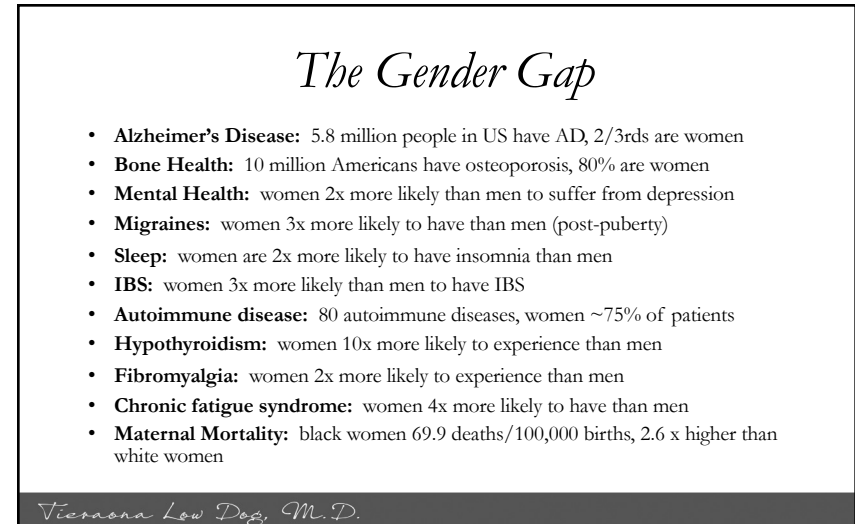 The Gender Gap
• Alzheimer's Disease: 5.8 million people in US have AD, 2/3rds are women
• Bone Health: 10 million Americans have osteoporosis, 80% are women
• Mental Health: women 2x more likely than men to suffer from depression
• Migraines: women 3x more likely to have than men (post-puberty)
• Sleep: women are 2x more likely to have insomnia than men
• IBS: women 3x more likely than men to have IBS
• Autoimmune disease: 80 autoimmune diseases, women ~75% of patients
• Hypothyroidism: women 10x more likely to experience than men
• Fibromyalgia: women 2x more likely to experience than men
• Chronic fatigue syndrome: women 4x more likely to have than men
• Maternal Mortality: black women 69.9 deaths/100,000 births, 2.6 x higher than
white women
Tieraona Low Dog, M.D.